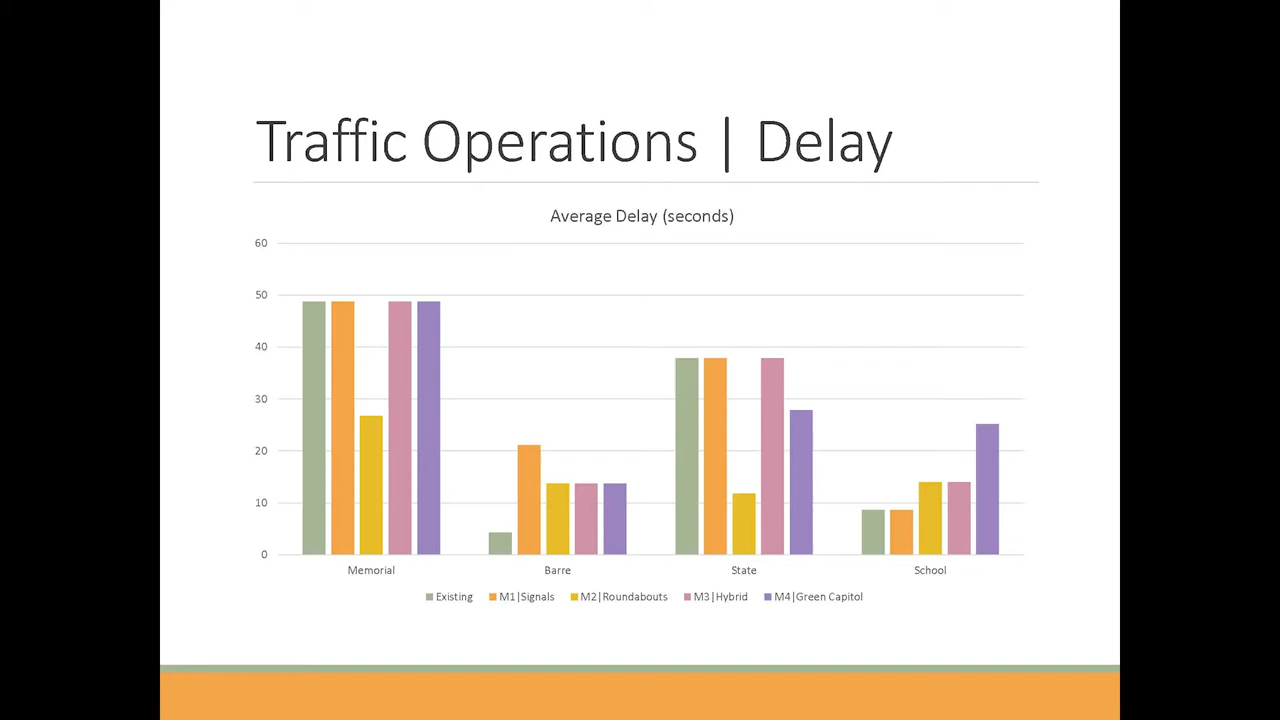 Traffic Operations | Delay
Average Delay (seconds)
60
50
40
30
20
10
0
Memorial Barre State School
Existing M1|Signals M2|Roundabouts M3|Hybrid M4|Green Capitol